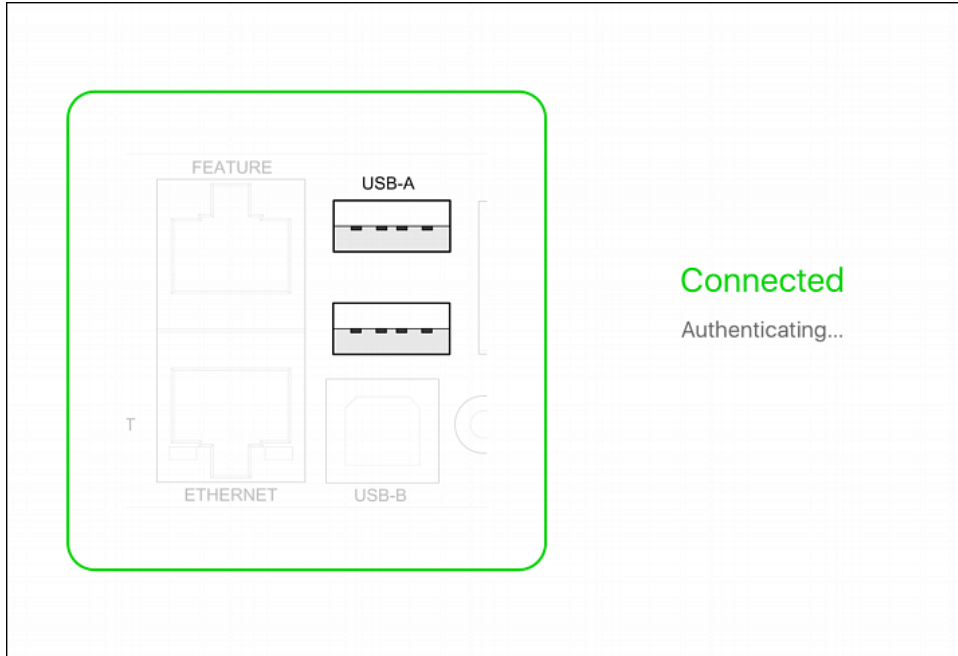 FEATURE
USB-A
Connected
Authenticating...
T
ETHERNET
USB-B